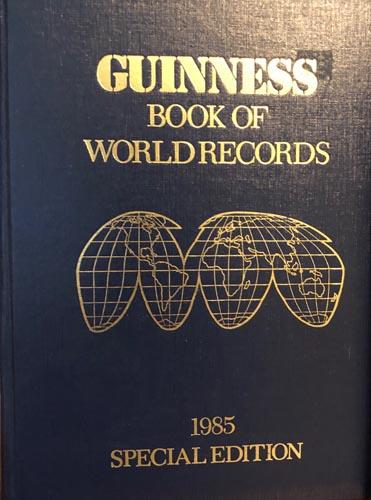 GUINNESS
BOOK OF
WORLD RECORDS
1985
SPECIAL EDITION